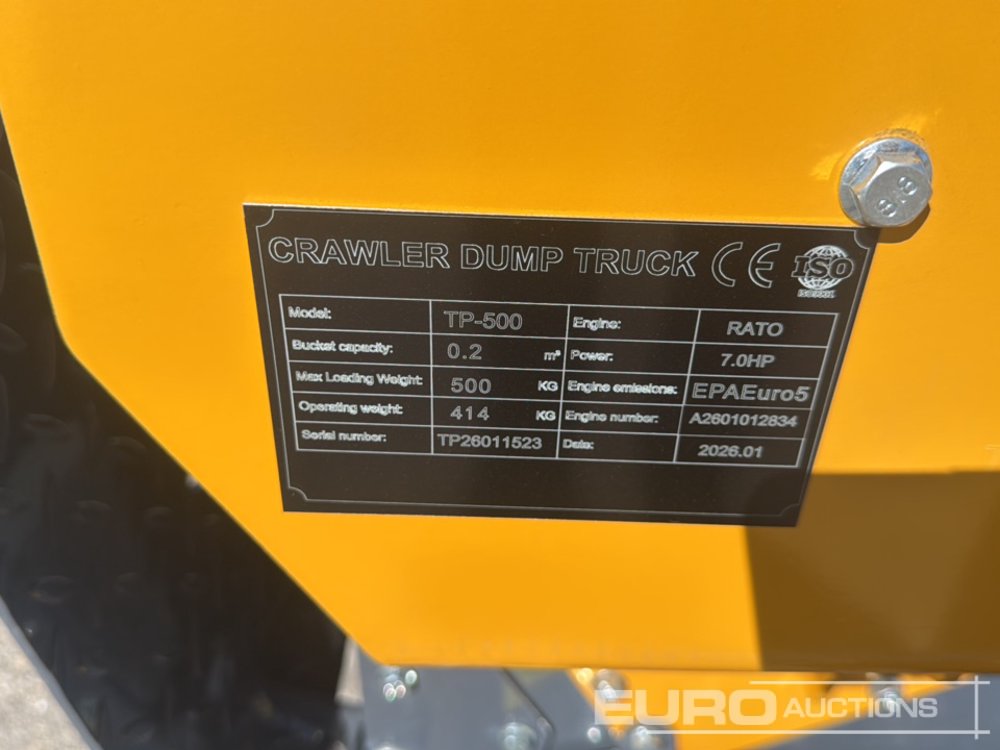 8.8
CRAWLER DUMP TRUCK CE ISO
ISO9001
Model: TP-500 Engine: RATO
Bucket capacity: 0.2 m³ Power: 7.0HP
Max Loading Weight: 500 KG Engine emissions: EPAEuro5
Operating weight: 414 KG Engine number: A2601012834
Serial number: TP26011523 Date: 2026.01
EURO AUCTIONS